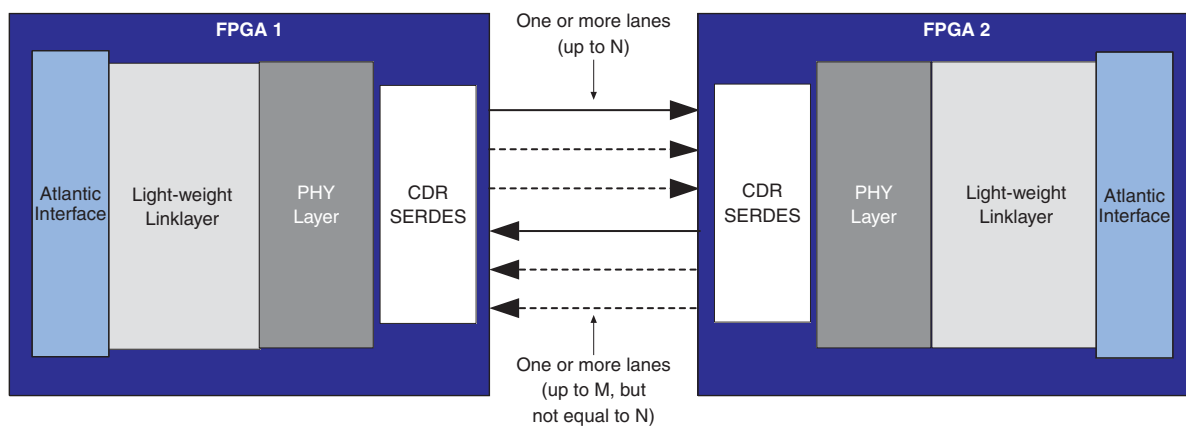 FPGA 1
Atlantic
Interface
Light-weight
Linklayer
PHY
Layer
CDR
SERDES
One or more lanes
(up to N)
One or more lanes
(up to M, but
not equal to N)
FPGA 2
CDR
SERDES
PHY
Layer
Light-weight
Linklayer
Atlantic
Interface